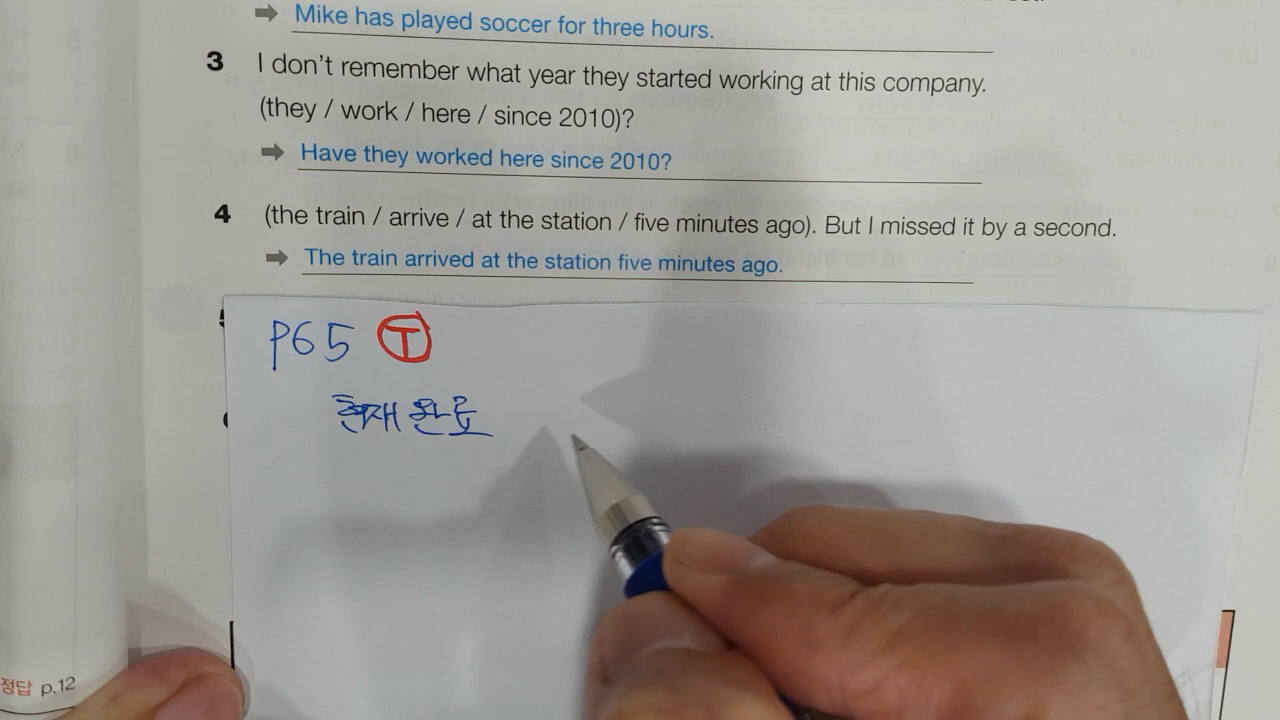 ➡ Mike has played soccer for three hours.
3 I don't remember what year they started working at this company.
(they / work / here / since 2010)?
➡ Have they worked here since 2010?
4 (the train / arrive / at the station / five minutes ago). But I missed it by a second.
➡ The train arrived at the station five minutes ago.
P65 Ⓣ
현재 완료
정답 p.12